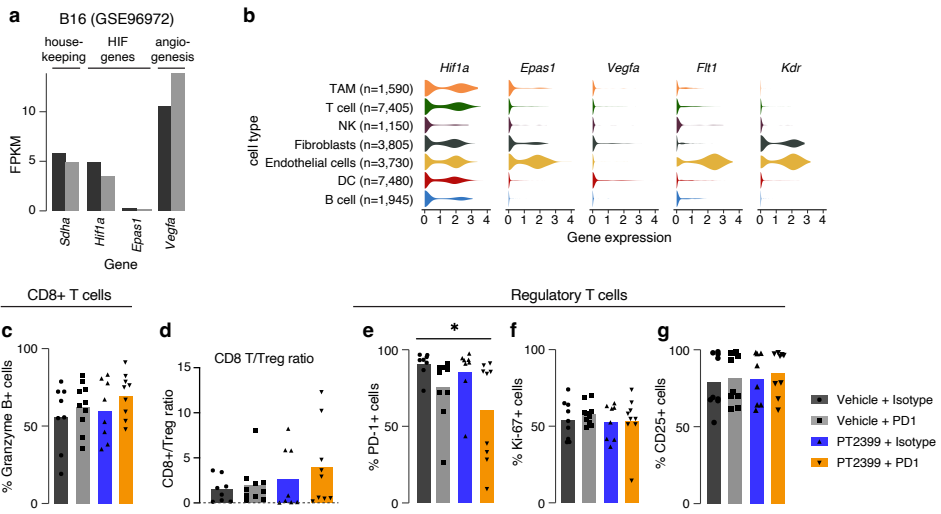 a
B16 (GSE96972)
house-
keeping
HIF
genes
angio-
genesis
FPKM
10
5
0
Sdha
Hif1a
Epas1
Vegfa
Gene
b
Hif1a
Epas1
Vegfa
Flt1
Kdr
cell type
TAM (n=1,590)
T cell (n=7,405)
NK (n=1,150)
Fibroblasts (n=3,805)
Endothelial cells (n=3,730)
DC (n=7,480)
B cell (n=1,945)
0 1 2 3 4
0 1 2 3 4
0 1 2 3 4
0 1 2 3 4
0 1 2 3 4
Gene expression
CD8+ T cells
Regulatory T cells
c
% Granzyme B+ cells
100
50
0
d
CD8 T/Treg ratio
CD8+/Treg ratio
15
10
5
0
e
% PD-1+ cells
100
50
0
*
f
% Ki-67+ cells
100
50
0
g
% CD25+ cells
100
50
0
Vehicle + Isotype
Vehicle + PD1
PT2399 + Isotype
PT2399 + PD1